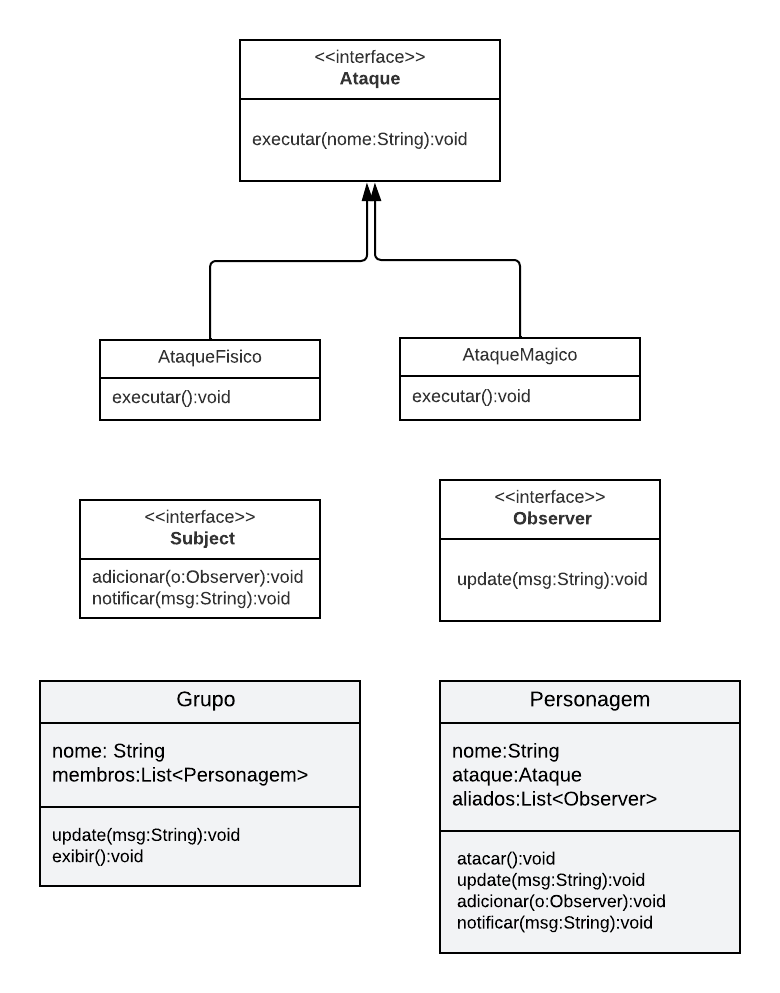 <<interface>>
Ataque
executar(nome:String):void
AtaqueFisico
executar():void
AtaqueMagico
executar():void
<<interface>>
Subject
adicionar(o:Observer):void
notificar(msg:String):void
<<interface>>
Observer
update(msg:String):void
Grupo
nome: String
membros:List<Personagem>
update(msg:String):void
exibir():void
Personagem
nome:String
ataque:Ataque
aliados:List<Observer>
atacar():void
update(msg:String):void
adicionar(o:Observer):void
notificar(msg:String):void